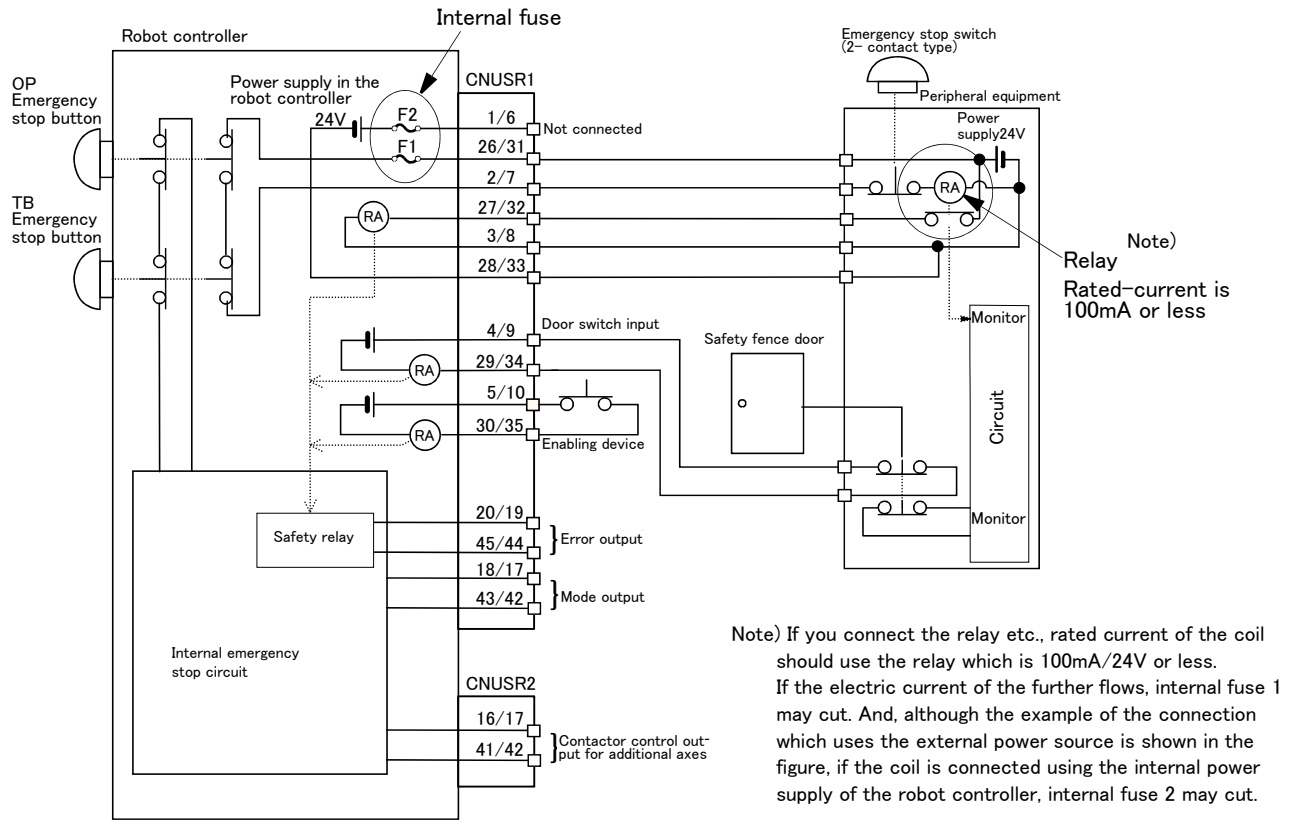 Internal fuse
Robot controller
OP
Emergency
stop button
Power supply in the
robot controller
24V
F2
F1
TB
Emergency
stop button
RA
RA
RA
Safety relay
Internal emergency
stop circuit
CNUSR1
1/6
Not connected
26/31
2/7
27/32
3/8
28/33
4/9
Door switch input
29/34
5/10
30/35
Enabling device
20/19
45/44
Error output
18/17
43/42
Mode output
CNUSR2
16/17
41/42
Contactor control out-
put for additional axes
Emergency stop switch
(2- contact type)
Peripheral equipment
Power
supply24V
RA
Note)
Relay
Rated-current is
100mA or less
Safety fence door
Monitor
Circuit
Monitor
Note) If you connect the relay etc., rated current of the coil
should use the relay which is 100mA/24V or less.
If the electric current of the further flows, internal fuse 1
may cut. And, although the example of the connection
which uses the external power source is shown in the
figure, if the coil is connected using the internal power
supply of the robot controller, internal fuse 2 may cut.